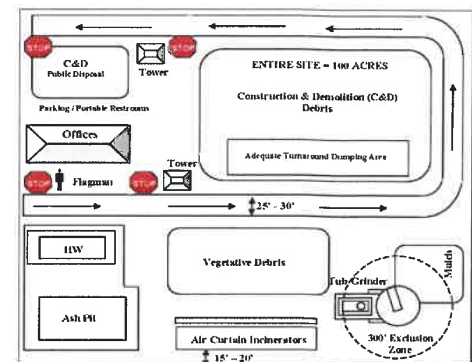 STOP
STOP
C&D
Public Disposal
Tower
ENTIRE SITE = 100 ACRES
Construction & Demolition (C&D)
Debris
Parking / Portable Restrooms
Offices
Adequate Turnaround Dumping Area
Tower
STOP
Flagman
STOP
25' - 30'
HW
Vegetative Debris
Mulch
Tub Grinder
Ash Pit
300' Exclusion
Zone
Air Curtain Incinerators
15' - 20'